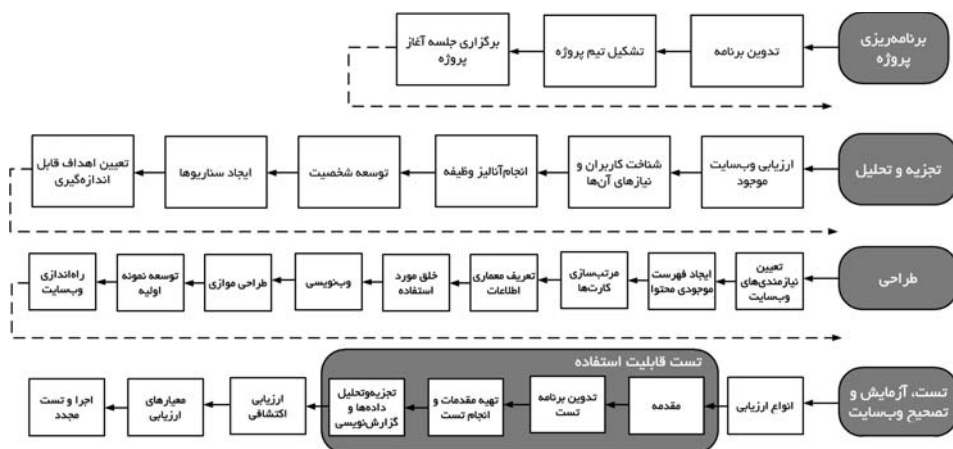 برنامه‌ریزی
پروژه
تدوین برنامه
تشکیل تیم پروژه
برگزاری جلسه آغاز
پروژه
تجزیه و تحلیل
ارزیابی وب‌سایت
موجود
شناخت کاربران و
نیازهای آن‌ها
انجام‌آنالیز وظیفه
توسعه شخصیت
ایجاد سناریوها
تعیین اهداف قابل
اندازه‌گیری
طراحی
تعیین
نیازمندی‌های
وب‌سایت
ایجاد فهرست
موجودی محتوا
مرتب‌سازی
کارت‌ها
تعریف معماری
اطلاعات
خلق مورد
استفاده
وب‌نویسی
طراحی موازی
توسعه نمونه
اولیه
راه‌اندازی
وب‌سایت
تست، آزمایش و
تصحیح وب‌سایت
انواع ارزیابی
تست قابلیت استفاده
مقدمه
تدوین برنامه
تست
تهیه مقدمات و
انجام تست
تجزیه‌وتحلیل
داده‌ها و
گزارش‌نویسی
ارزیابی
اکتشافی
معیارهای
ارزیابی
اجرا و تست
مجدد